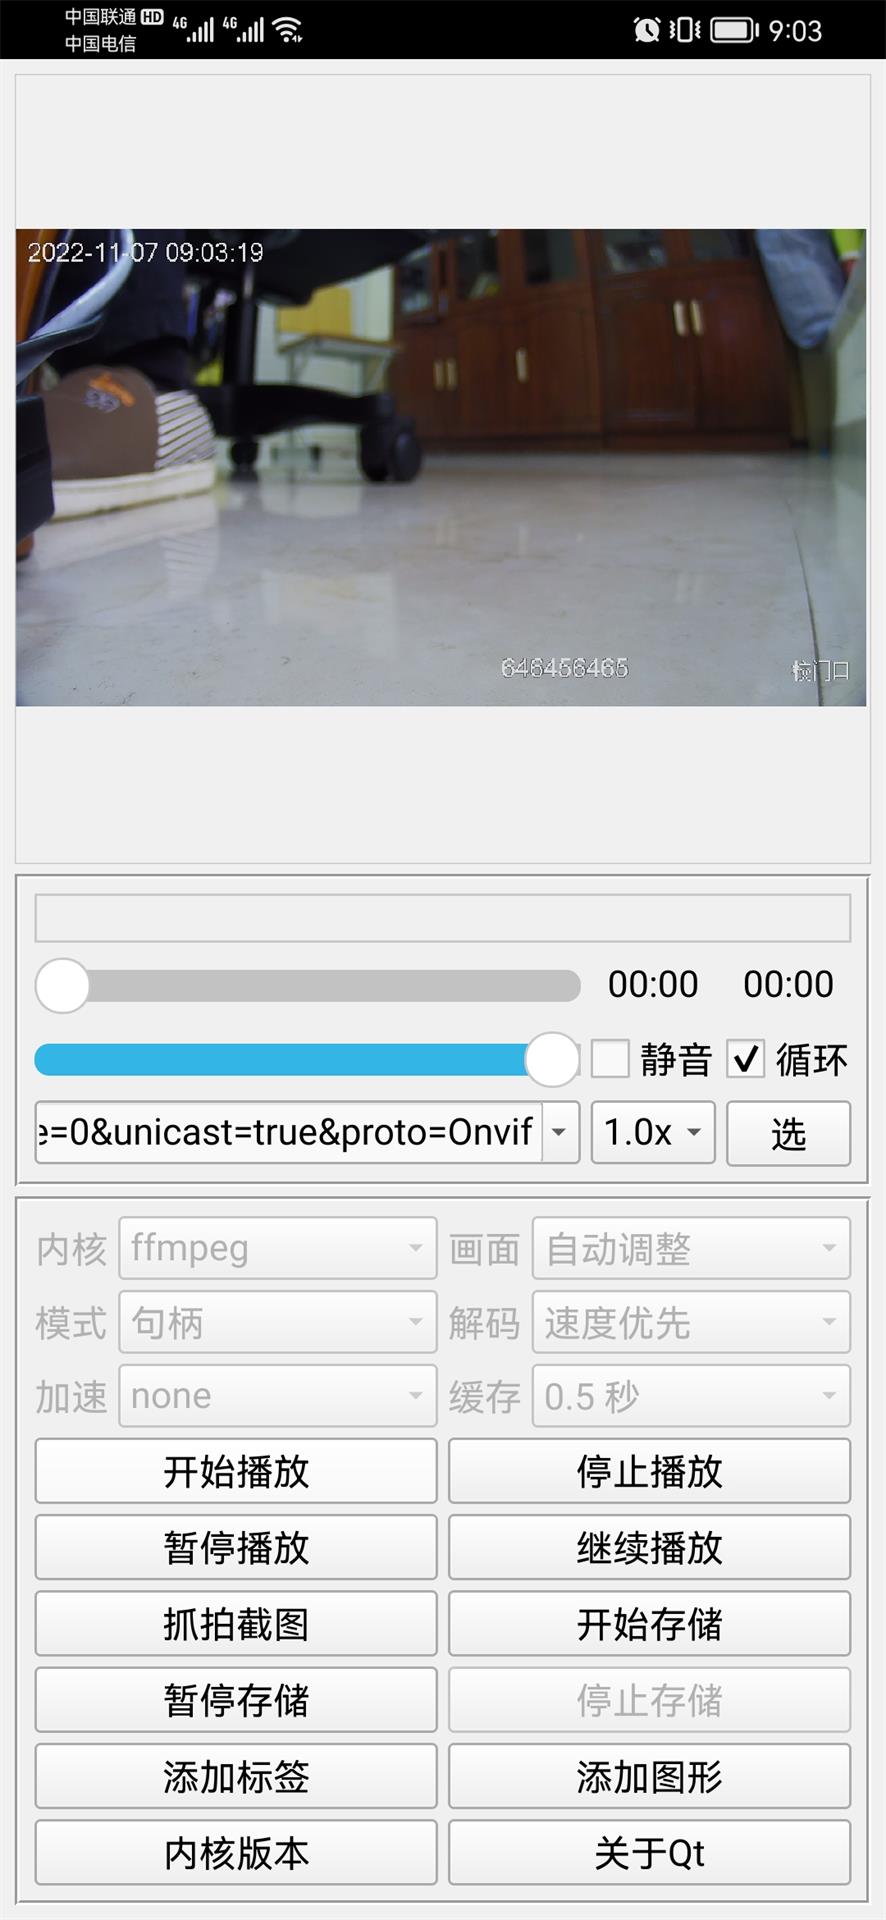 中国联通 HD 4G 4G 9:03
中国电信
2022-11-07 09:03:19
646456465
校门口
00:00 00:00
静音 循环
e=0&unicast=true&proto=Onvif 1.0x 选
内核 ffmpeg 画面 自动调整
模式 句柄 解码 速度优先
加速 none 缓存 0.5 秒
开始播放 停止播放
暂停播放 继续播放
抓拍截图 开始存储
暂停存储 停止存储
添加标签 添加图形
内核版本 关于Qt